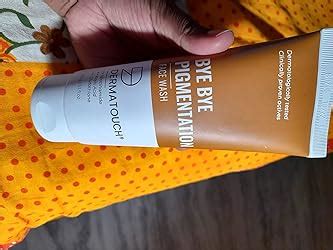 DERMATOUCH
BYE BYE
PIGMENTATION
FACE WASH
Dermatologically tested
Clinically proven actives